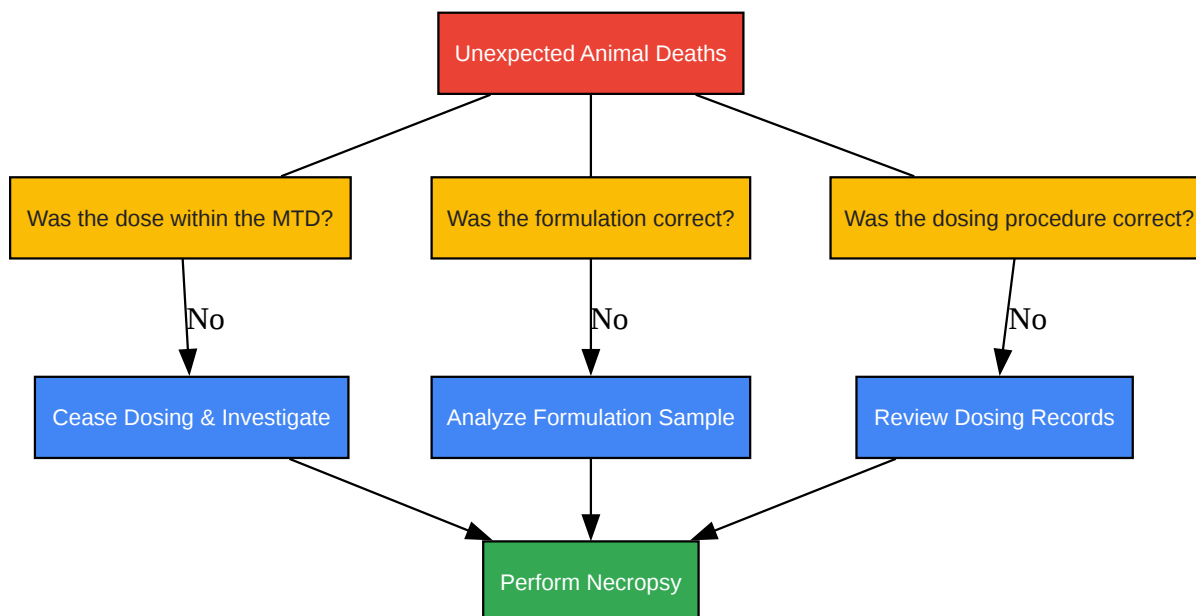 Unexpected Animal Deaths
Was the dose within the MTD?
Was the formulation correct?
Was the dosing procedure correct?
No
No
No
Cease Dosing & Investigate
Analyze Formulation Sample
Review Dosing Records
Perform Necropsy